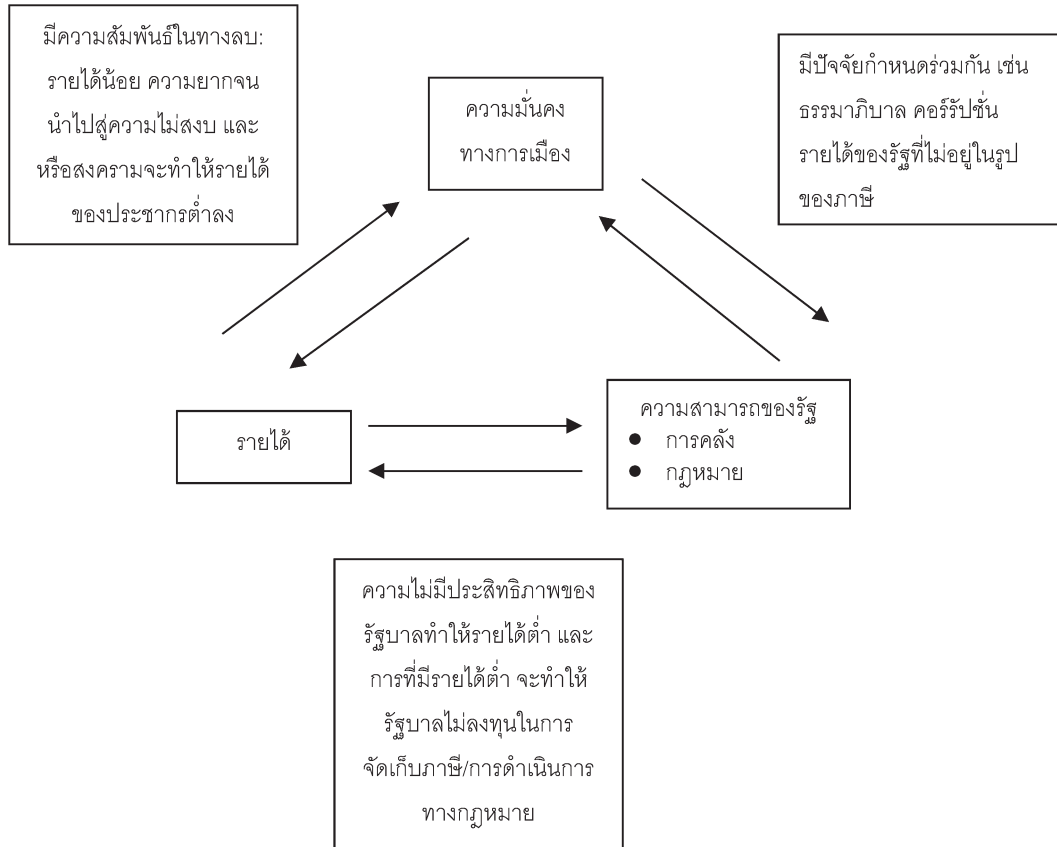 มีความสัมพันธ์ในทางลบ:
รายได้น้อย ความยากจน
นำไปสู่ความไม่สงบ และ
หรือสงครามจะทำให้รายได้
ของประชากรต่ำลง
ความมั่นคง
ทางการเมือง
มีปัจจัยกำหนดร่วมกัน เช่น
ธรรมาภิบาล คอร์รัปชั่น
รายได้ของรัฐที่ไม่อยู่ในรูป
ของภาษี
รายได้
ความสามารถของรัฐ
● การคลัง
● กฎหมาย
ความไม่มีประสิทธิภาพของ
รัฐบาลทำให้รายได้ต่ำ และ
การที่มีรายได้ต่ำ จะทำให้
รัฐบาลไม่ลงทุนในการ
จัดเก็บภาษี/การดำเนินการ
ทางกฎหมาย